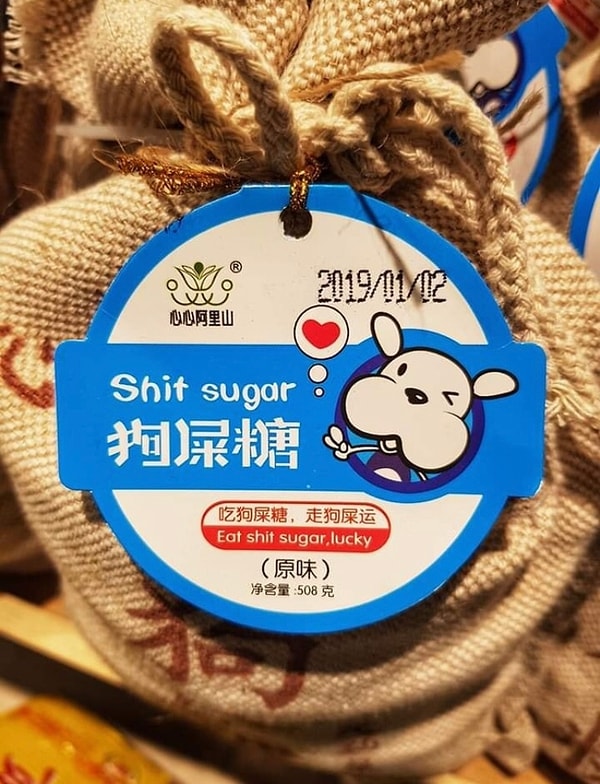 ®
心心阿里山
2019/01/02
Shit sugar
狗屎糖
吃狗屎糖，走狗屎运
Eat shit sugar,lucky
（原味）
净含量:508 克
狗